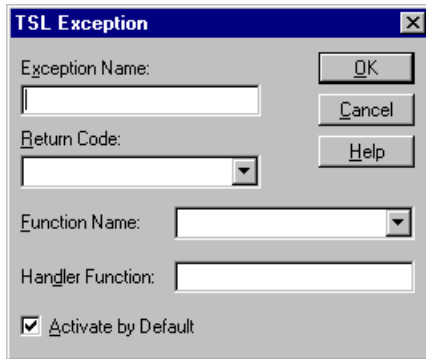 TSL Exception
Exception Name:
OK
Cancel
Return Code:
Help
Function Name:
Handler Function:
Activate by Default